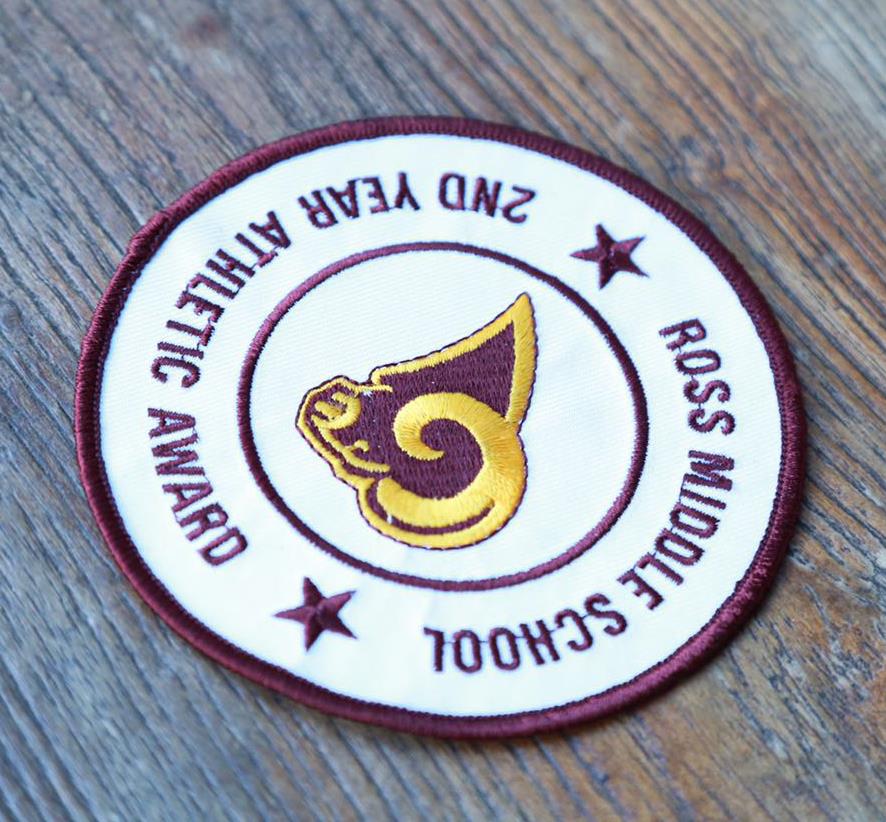 ROSS MIDDLE SCHOOL
2ND YEAR ATHLETIC AWARD